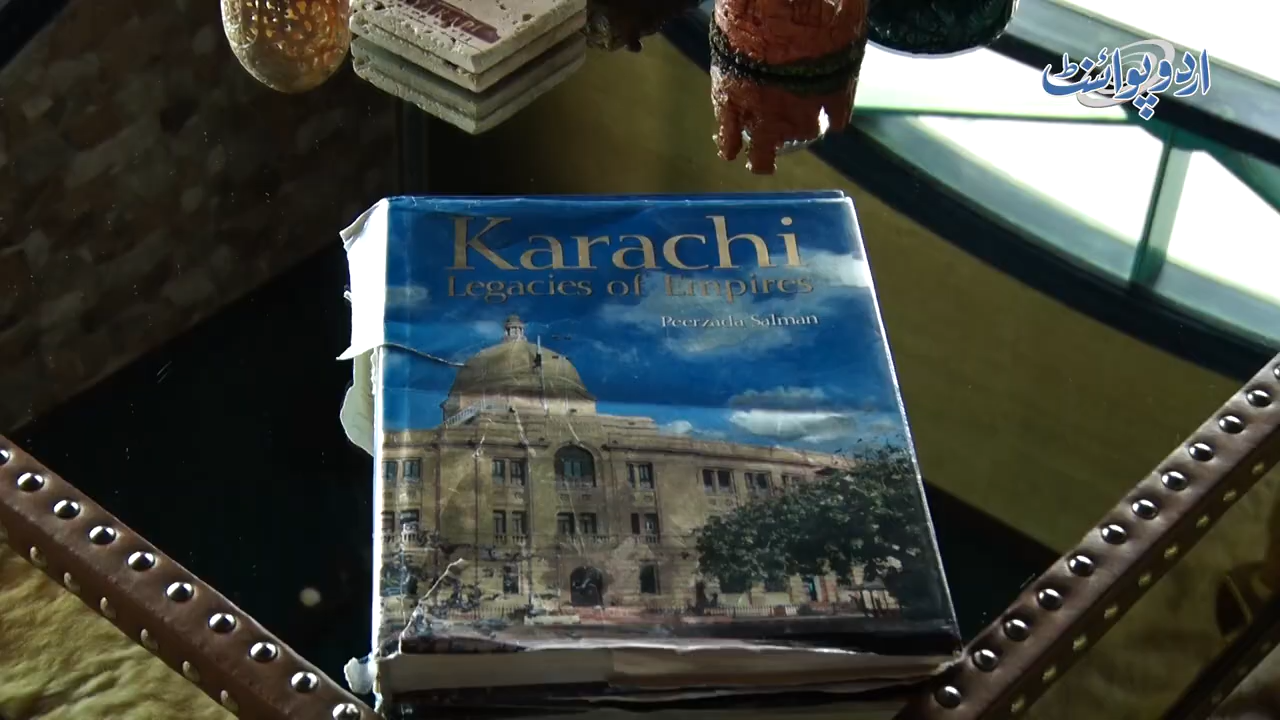 اردو پوائنٹ
Karachi
Legacies of Empires
Peerzada Salman